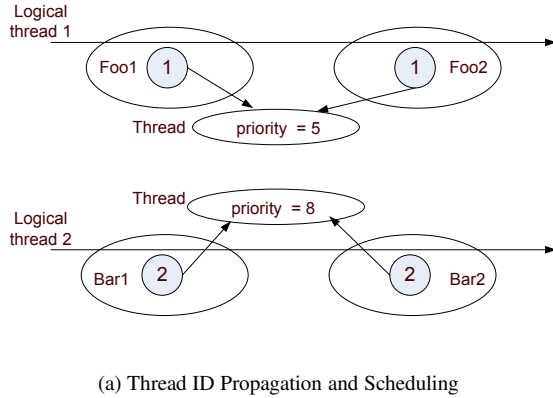 Logical
thread 1
Foo1
1
1
Foo2
Thread
priority = 5
Thread
priority = 8
Logical
thread 2
Bar1
2
2
Bar2
(a) Thread ID Propagation and Scheduling